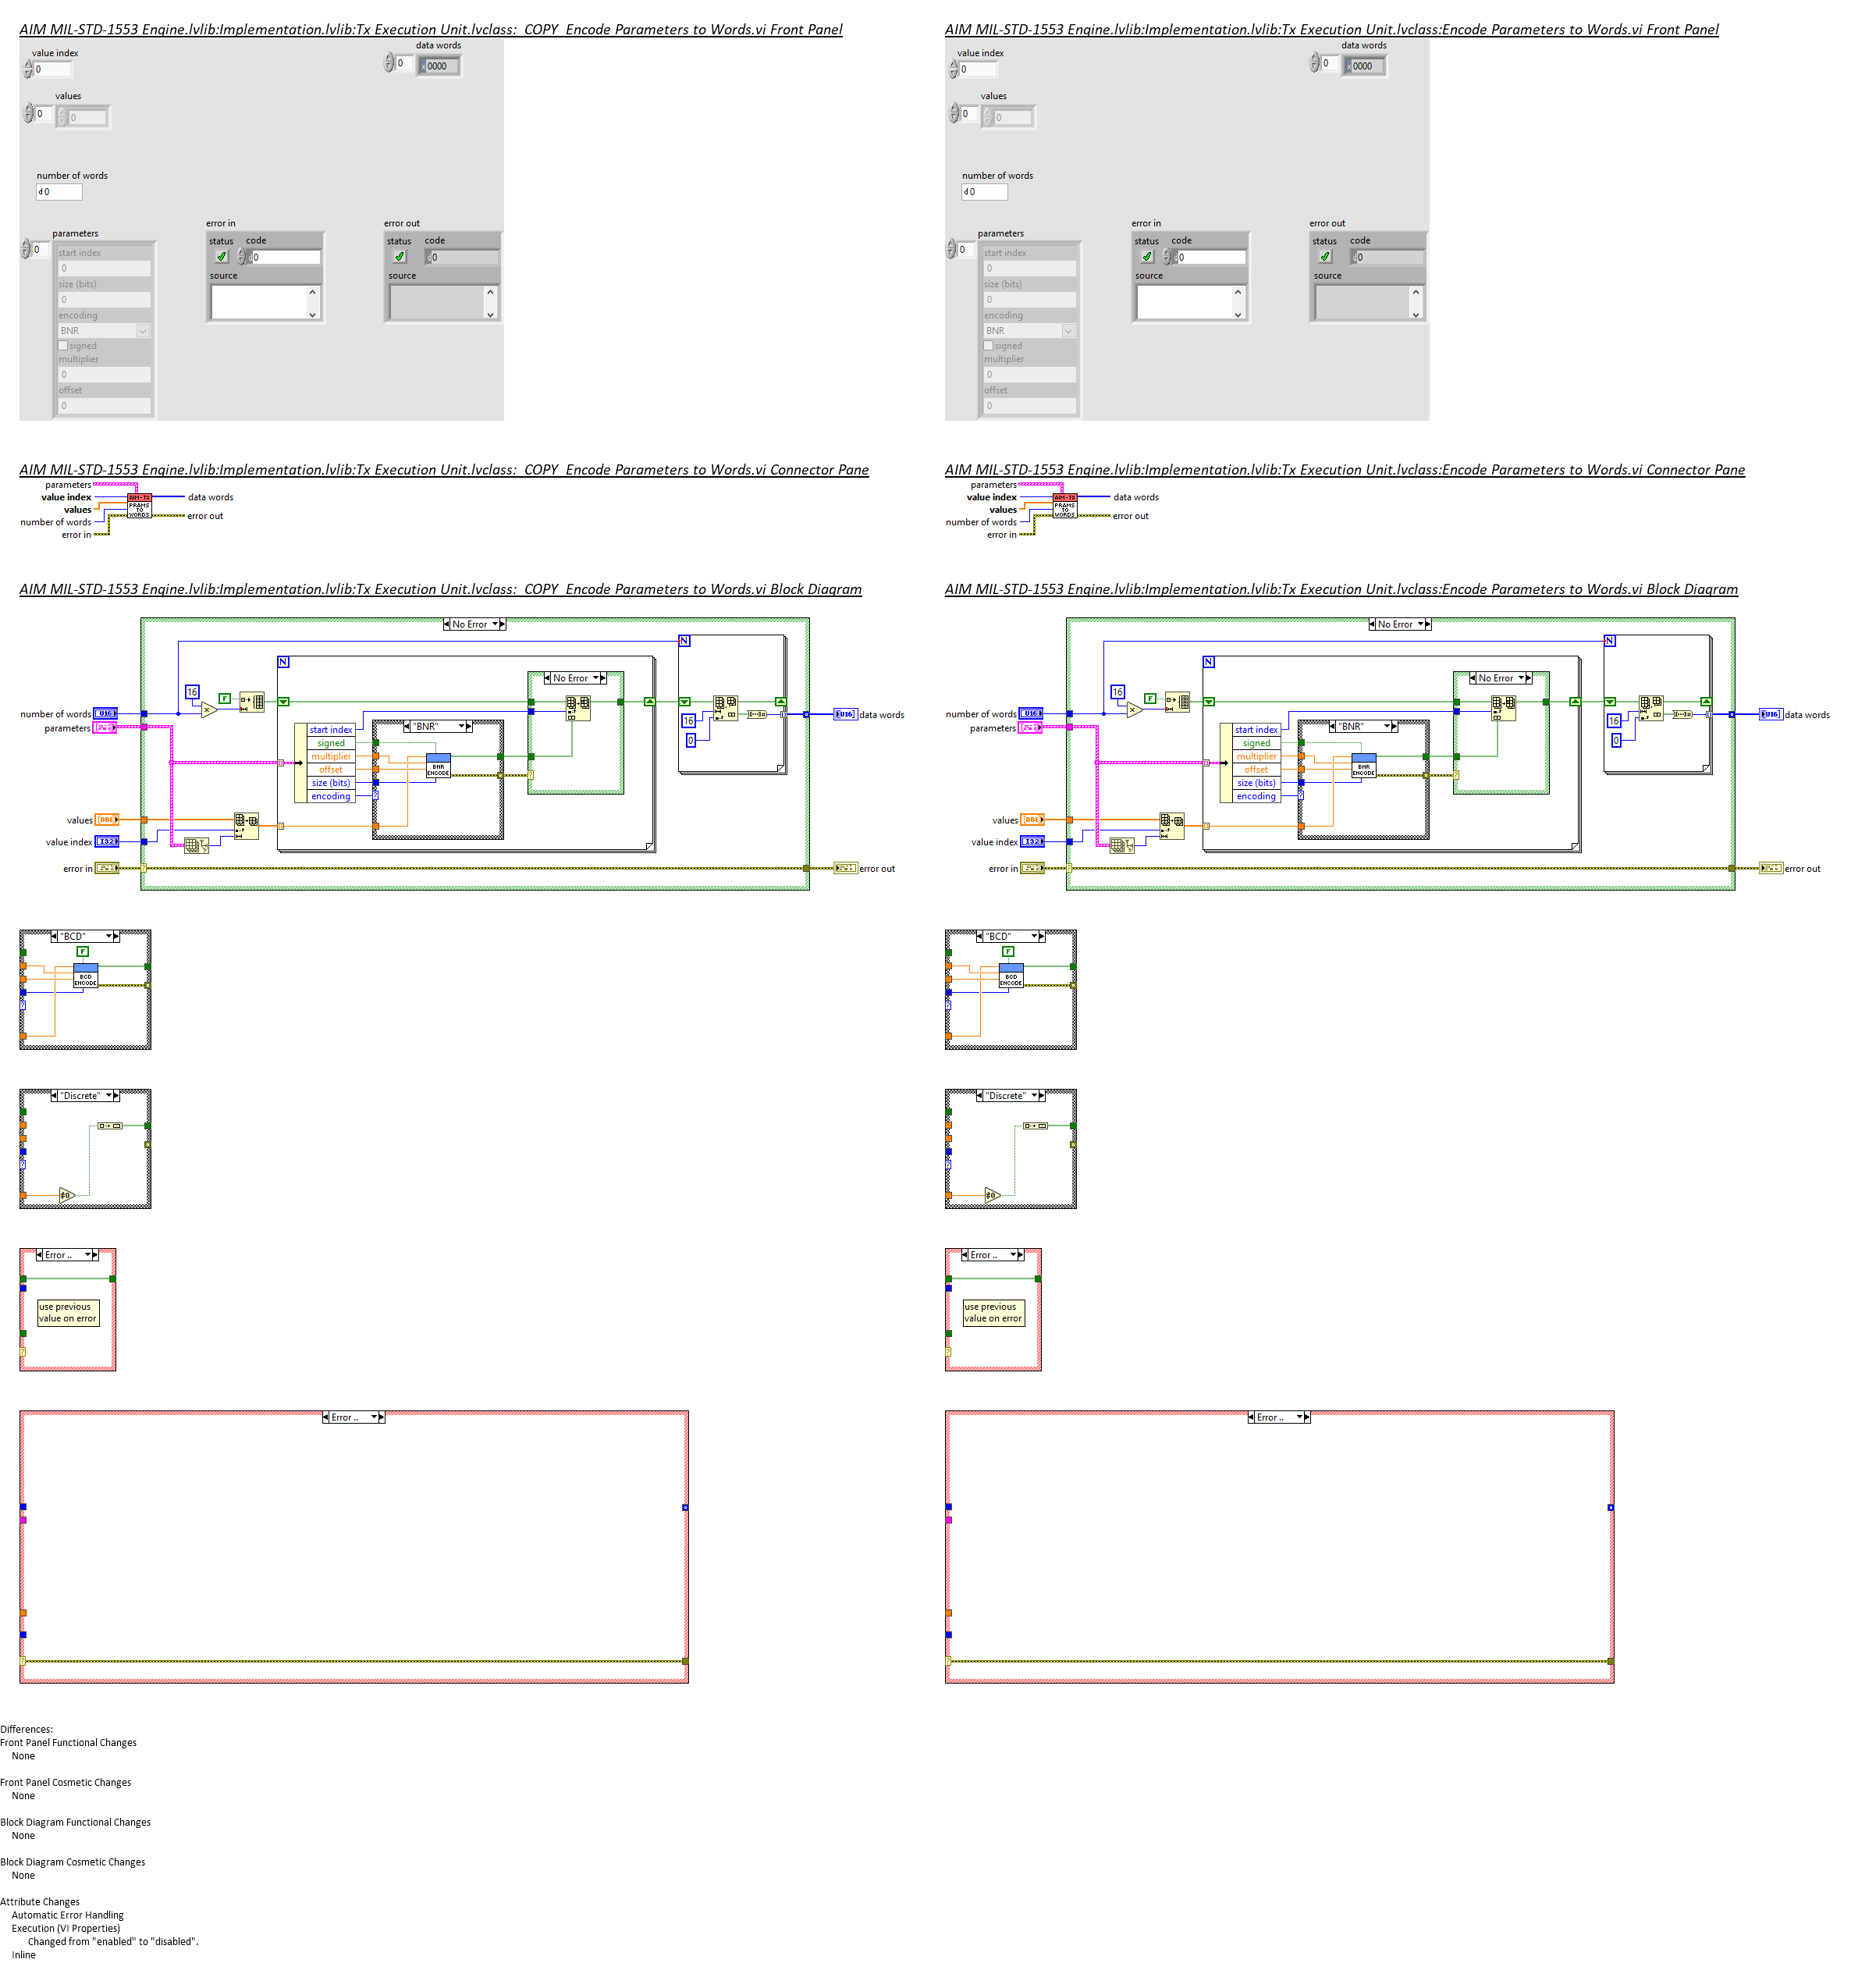 AIM MIL-STD-1553 Engine.lvlib:Implementation.lvlib:Tx Execution Unit.lvclass:_COPY_Encode Parameters to Words.vi Front Panel
value index
0
data words
0
x 0000
values
0
0
number of words
d 0
parameters
0
start index
0
size (bits)
0
encoding
BNR
signed
multiplier
0
offset
0
error in
status
code
d0
source
error out
status
code
d0
source
AIM MIL-STD-1553 Engine.lvlib:Implementation.lvlib:Tx Execution Unit.lvclass:Encode Parameters to Words.vi Front Panel
value index
0
data words
0
x 0000
values
0
0
number of words
d 0
parameters
0
start index
0
size (bits)
0
encoding
BNR
signed
multiplier
0
offset
0
error in
status
code
d0
source
error out
status
code
d0
source
AIM MIL-STD-1553 Engine.lvlib:Implementation.lvlib:Tx Execution Unit.lvclass:_COPY_Encode Parameters to Words.vi Connector Pane
parameters
value index
values
number of words
error in
AIM-TX
PRAMS
TO
WORDS
data words
error out
AIM MIL-STD-1553 Engine.lvlib:Implementation.lvlib:Tx Execution Unit.lvclass:Encode Parameters to Words.vi Connector Pane
parameters
value index
values
number of words
error in
AIM-TX
PRAMS
TO
WORDS
data words
error out
AIM MIL-STD-1553 Engine.lvlib:Implementation.lvlib:Tx Execution Unit.lvclass:_COPY_Encode Parameters to Words.vi Block Diagram
No Error
N
N
No Error
16
F
number of words
U16
parameters
start index
signed
multiplier
offset
size (bits)
encoding
"BNR"
BNR
ENCODE
16
0
U16
data words
values
DBL
value index
I32
error in
error out
AIM MIL-STD-1553 Engine.lvlib:Implementation.lvlib:Tx Execution Unit.lvclass:Encode Parameters to Words.vi Block Diagram
No Error
N
N
No Error
16
F
number of words
U16
parameters
start index
signed
multiplier
offset
size (bits)
encoding
"BNR"
BNR
ENCODE
16
0
U16
data words
values
DBL
value index
I32
error in
error out
"BCD"
F
BCD
ENCODE
"BCD"
F
BCD
ENCODE
"Discrete"
≠0
"Discrete"
≠0
Error ..
use previous
value on error
Error ..
use previous
value on error
Error ..
Error ..
Differences:
Front Panel Functional Changes
None
Front Panel Cosmetic Changes
None
Block Diagram Functional Changes
None
Block Diagram Cosmetic Changes
None
Attribute Changes
Automatic Error Handling
Execution (VI Properties)
Changed from "enabled" to "disabled".
Inline